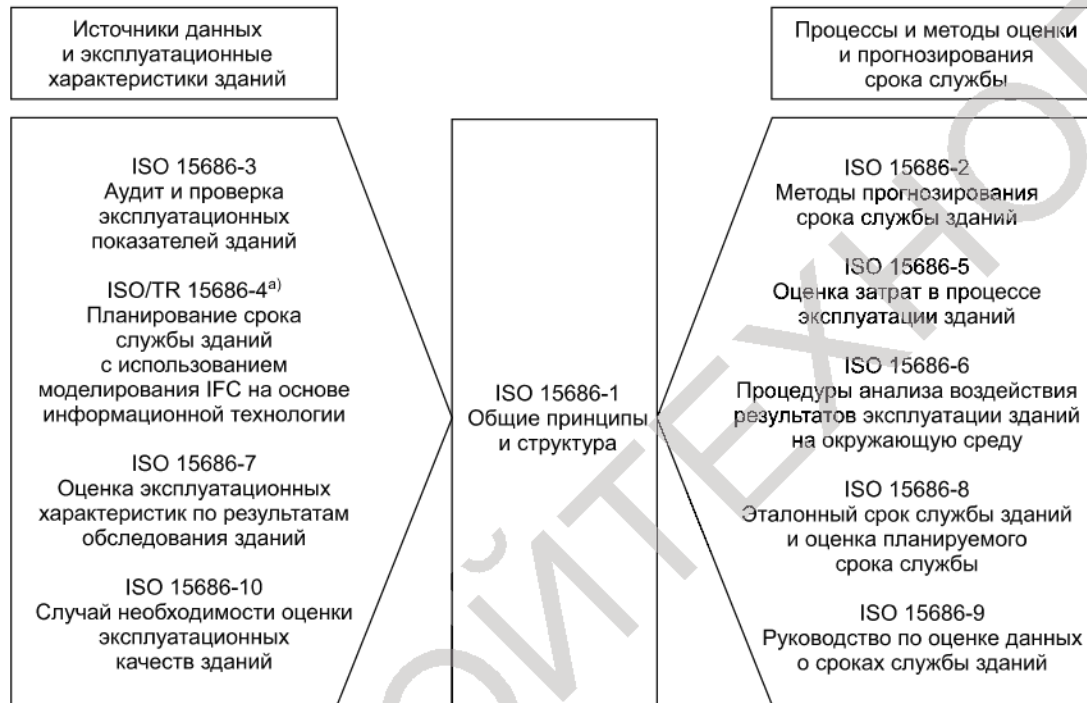 Источники данных
и эксплуатационные
характеристики зданий
Процессы и методы оценки
и прогнозирования
срока службы
ISO 15686-3
Аудит и проверка
эксплуатационных
показателей зданий
ISO/TR 15686-4ᵃ⁾
Планирование срока
службы зданий
с использованием
моделирования IFC на основе
информационной технологии
ISO 15686-7
Оценка эксплуатационных
характеристик по результатам
обследования зданий
ISO 15686-10
Случай необходимости оценки
эксплуатационных
качеств зданий
ISO 15686-1
Общие принципы
и структура
ISO 15686-2
Методы прогнозирования
срока службы зданий
ISO 15686-5
Оценка затрат в процессе
эксплуатации зданий
ISO 15686-6
Процедуры анализа воздействия
результатов эксплуатации зданий
на окружающую среду
ISO 15686-8
Эталонный срок службы зданий
и оценка планируемого
срока службы
ISO 15686-9
Руководство по оценке данных
о сроках службы зданий
ОЙТЕХНОЛ